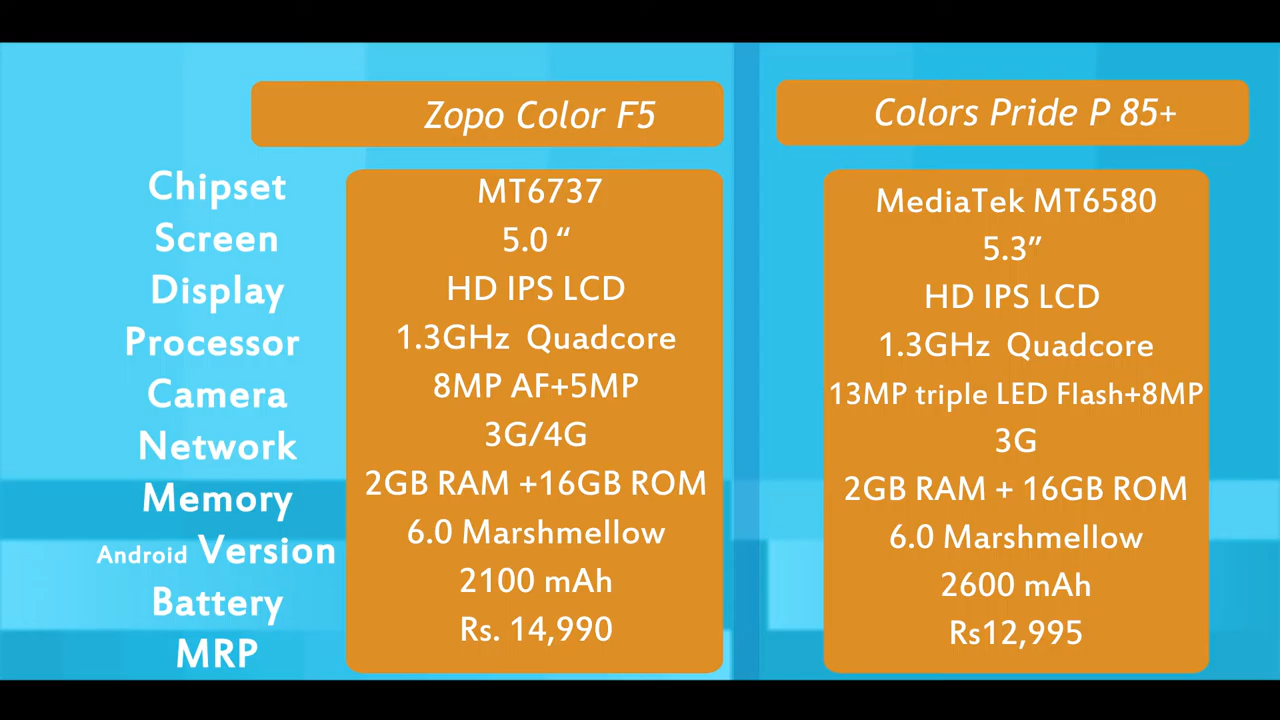 Zopo Color F5 Colors Pride P 85+
Chipset MT6737 MediaTek MT6580
Screen 5.0 “ 5.3”
Display HD IPS LCD HD IPS LCD
Processor 1.3GHz Quadcore 1.3GHz Quadcore
Camera 8MP AF+5MP 13MP triple LED Flash+8MP
Network 3G/4G 3G
Memory 2GB RAM +16GB ROM 2GB RAM + 16GB ROM
Android Version 6.0 Marshmellow 6.0 Marshmellow
Battery 2100 mAh 2600 mAh
MRP Rs. 14,990 Rs12,995